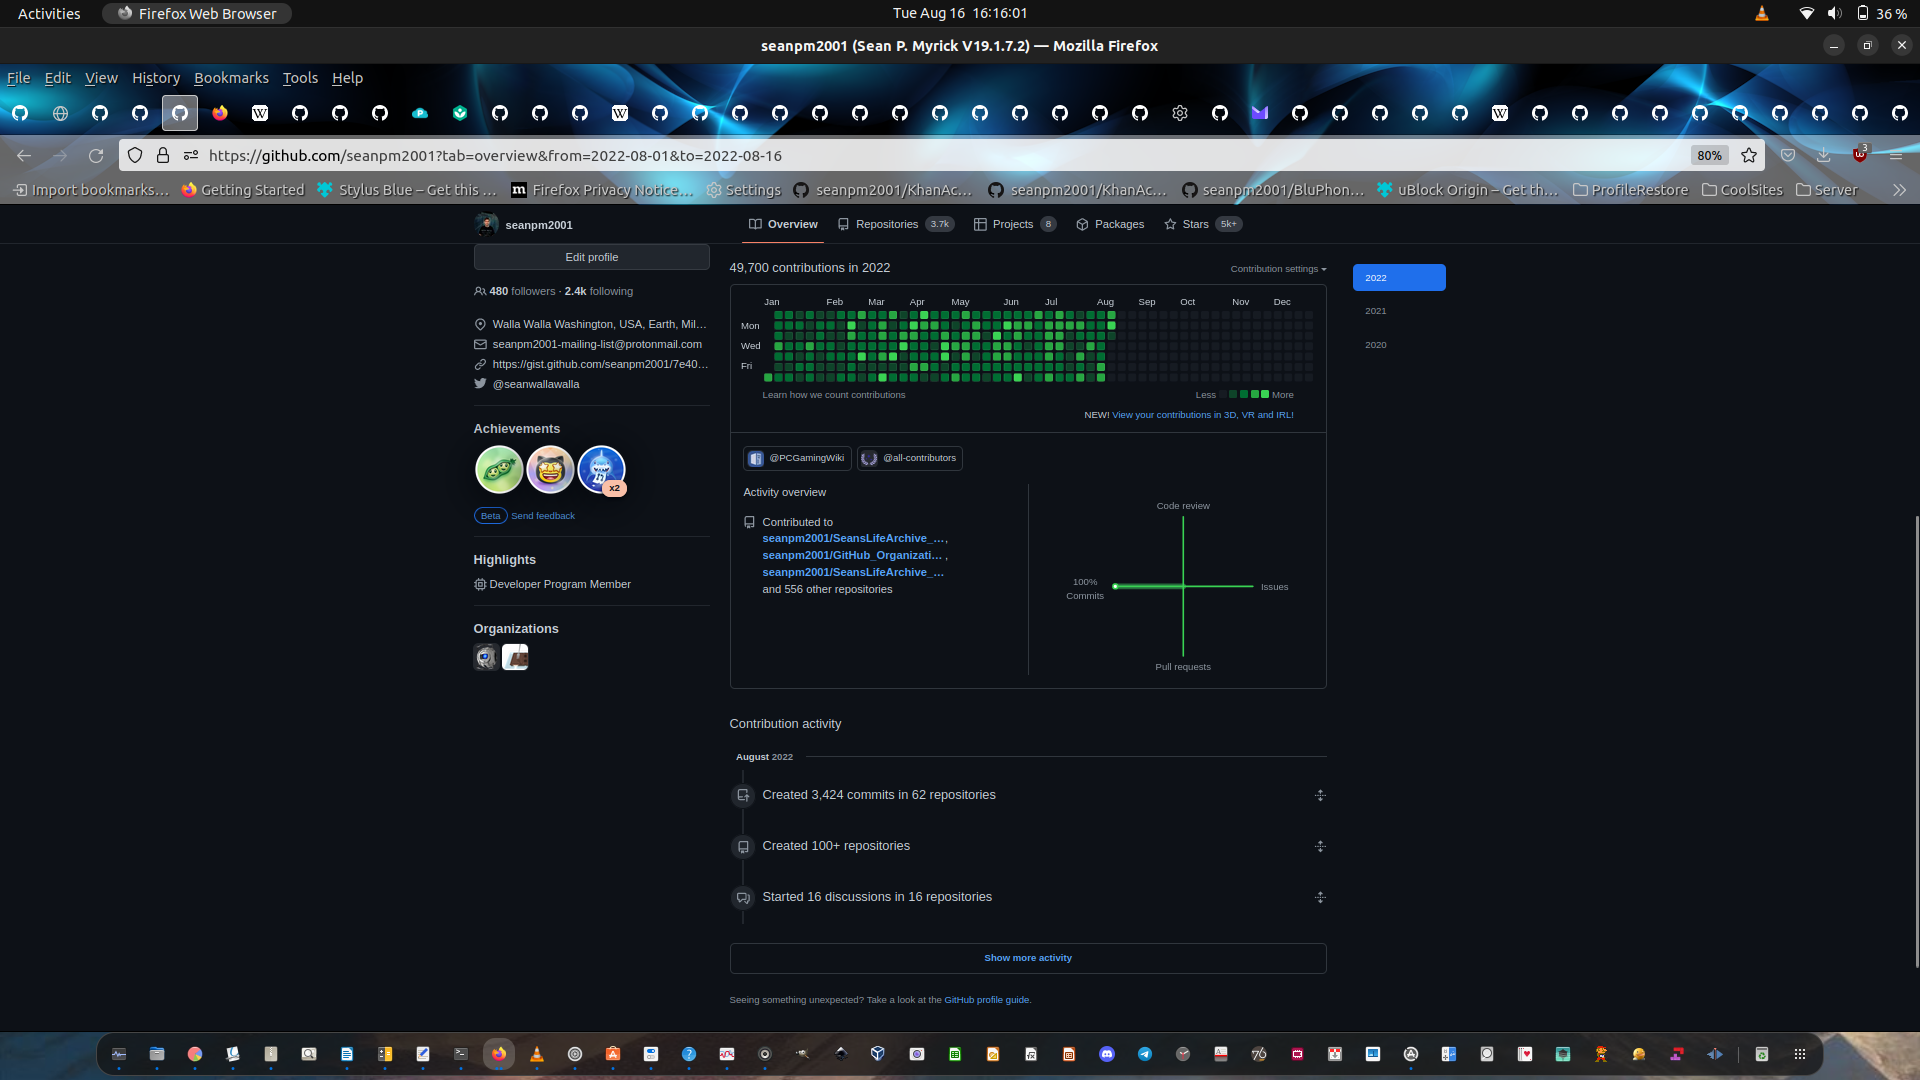 Activities
Firefox Web Browser
Tue Aug 16 16:16:01
36 %
seanpm2001 (Sean P. Myrick V19.1.7.2) — Mozilla Firefox
File Edit View History Bookmarks Tools Help
https://github.com/seanpm2001?tab=overview&from=2022-08-01&to=2022-08-16
80%
3
Import bookmarks…
Getting Started
Stylus Blue – Get this …
Firefox Privacy Notice…
Settings
seanpm2001/KhanAc…
seanpm2001/KhanAc…
seanpm2001/BluPhon…
uBlock Origin – Get th…
ProfileRestore
CoolSites
Server
seanpm2001
Overview
Repositories 3.7k
Projects 8
Packages
Stars 5k+
Edit profile
480 followers · 2.4k following
Walla Walla Washington, USA, Earth, Mil…
seanpm2001-mailing-list@protonmail.com
https://gist.github.com/seanpm2001/7e40…
@seanwallawalla
Achievements
x2
Beta Send feedback
Highlights
Developer Program Member
Organizations
49,700 contributions in 2022
Contribution settings
2022
2021
2020
Jan Feb Mar Apr May Jun Jul Aug Sep Oct Nov Dec
Mon
Wed
Fri
Learn how we count contributions
Less More
NEW! View your contributions in 3D, VR and IRL!
@PCGamingWiki
@all-contributors
Activity overview
Contributed to
seanpm2001/SeansLifeArchive_…,
seanpm2001/GitHub_Organizati… ,
seanpm2001/SeansLifeArchive_…
and 556 other repositories
Code review
100%
Commits
Issues
Pull requests
Contribution activity
August 2022
Created 3,424 commits in 62 repositories
Created 100+ repositories
Started 16 discussions in 16 repositories
Show more activity
Seeing something unexpected? Take a look at the GitHub profile guide.